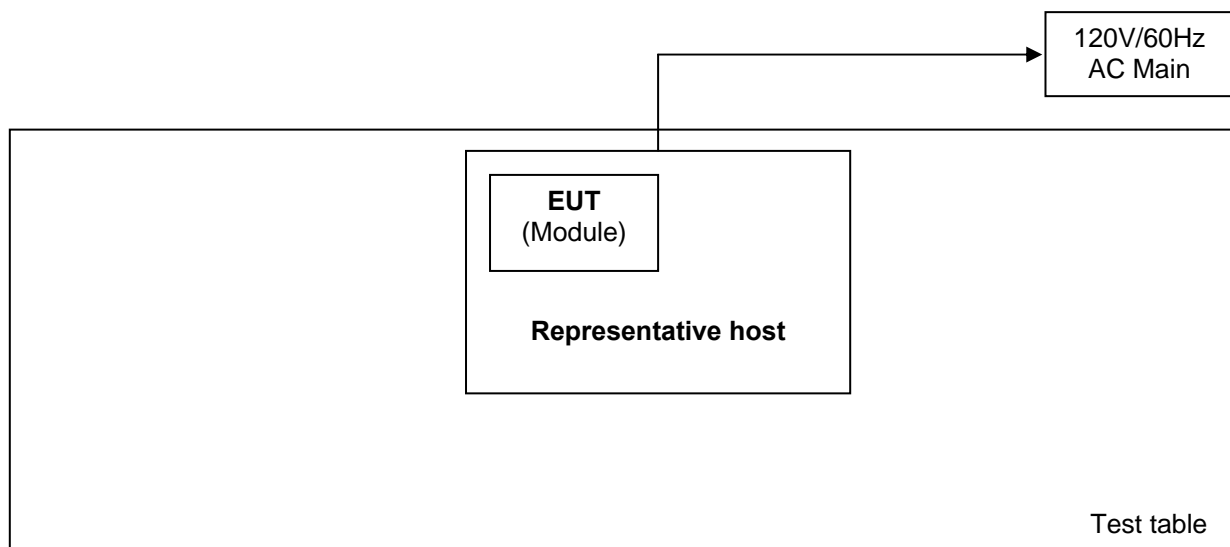 120V/60Hz
AC Main
EUT
(Module)
Representative host
Test table